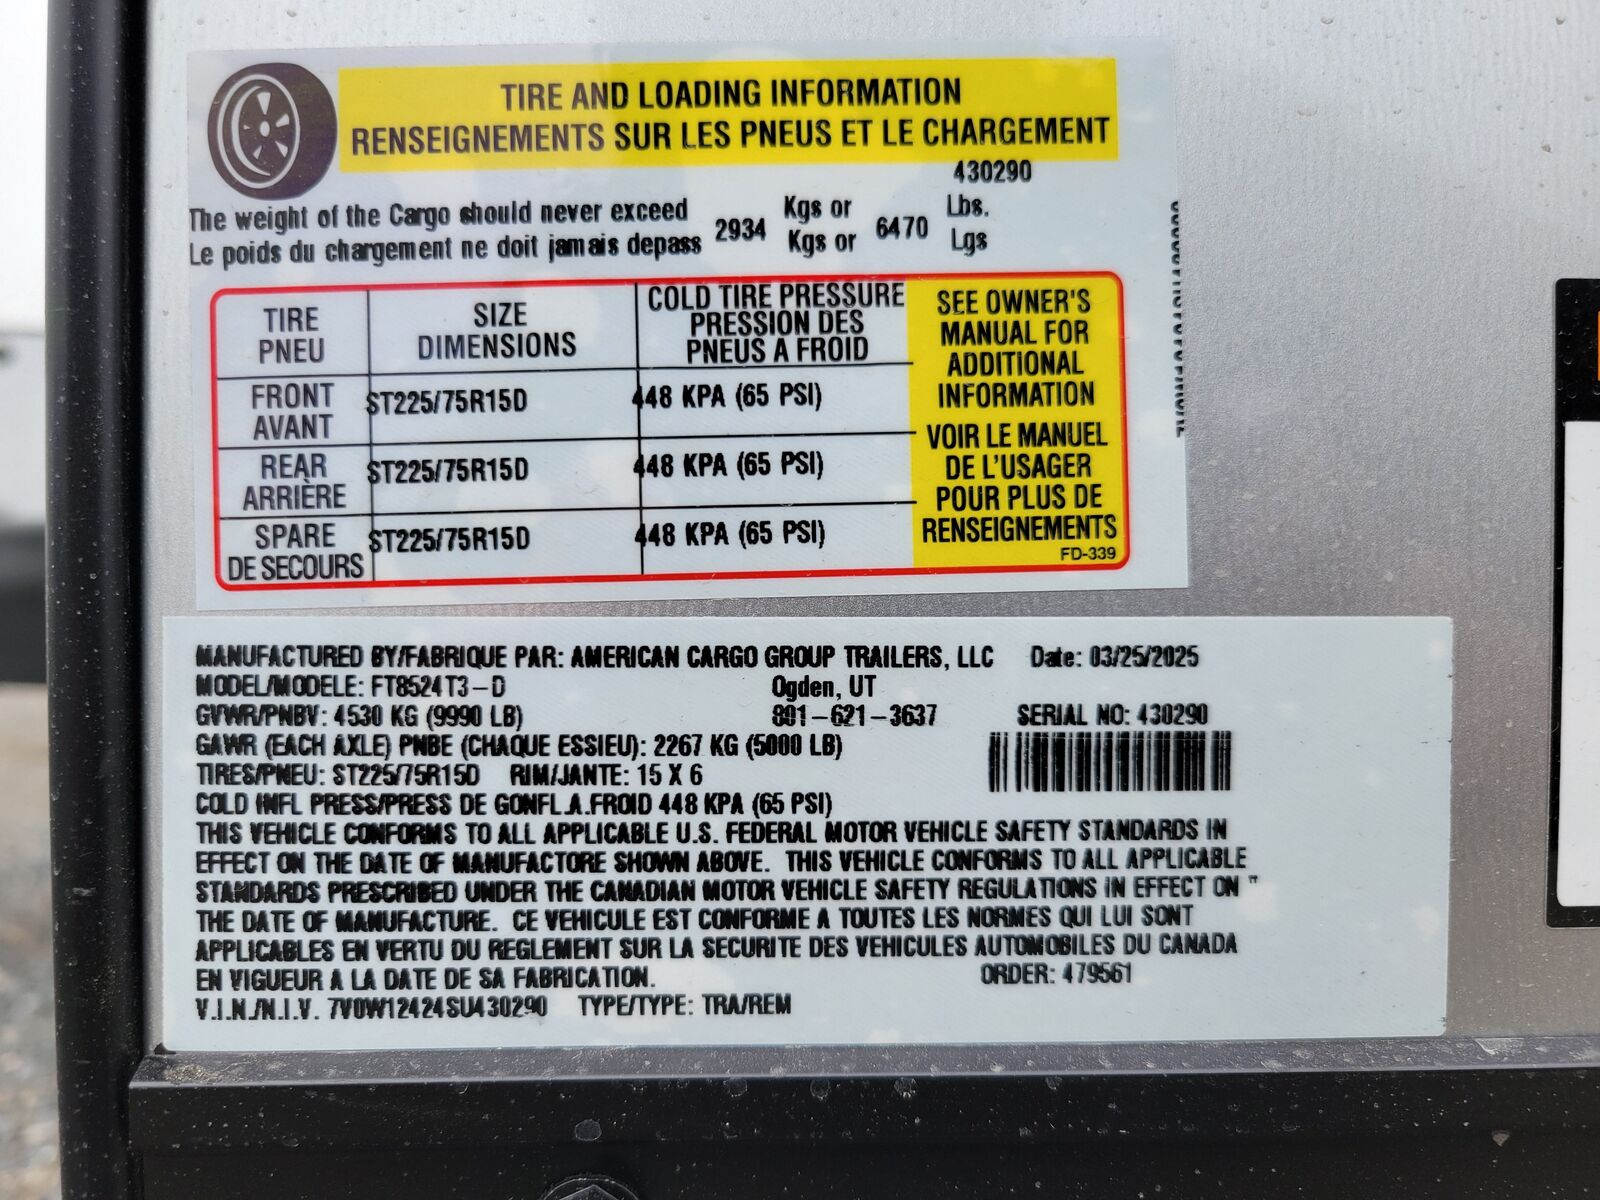 TIRE AND LOADING INFORMATION
RENSEIGNEMENTS SUR LES PNEUS ET LE CHARGEMENT
430290
The weight of the Cargo should never exceed 2934 Kgs or 6470 Lbs.
Le poids du chargement ne doit jamais depass Kgs or Lgs
TIRE
PNEU
SIZE
DIMENSIONS
COLD TIRE PRESSURE
PRESSION DES
PNEUS A FROID
FRONT
AVANT
ST225/75R15D
448 KPA (65 PSI)
REAR
ARRIÈRE
ST225/75R15D
448 KPA (65 PSI)
SPARE
DE SECOURS
ST225/75R15D
448 KPA (65 PSI)
SEE OWNER'S
MANUAL FOR
ADDITIONAL
INFORMATION
VOIR LE MANUEL
DE L'USAGER
POUR PLUS DE
RENSEIGNEMENTS
FD-339
MANUFACTURED BY/FABRIQUE PAR: AMERICAN CARGO GROUP TRAILERS, LLC Date: 03/25/2025
MODEL/MODELE: FT8524T3-D Ogden, UT
GVWR/PNBV: 4530 KG (9990 LB) 801-621-3637 SERIAL NO: 430290
GAWR (EACH AXLE) PNBE (CHAQUE ESSIEU): 2267 KG (5000 LB)
TIRES/PNEU: ST225/75R15D RIM/JANTE: 15 X 6
COLD INFL PRESS/PRESS DE GONFL.A.FROID 448 KPA (65 PSI)
THIS VEHICLE CONFORMS TO ALL APPLICABLE U.S. FEDERAL MOTOR VEHICLE SAFETY STANDARDS IN
EFFECT ON THE DATE OF MANUFACTORE SHOWN ABOVE. THIS VEHICLE CONFORMS TO ALL APPLICABLE
STANDARDS PRESCRIBED UNDER THE CANADIAN MOTOR VEHICLE SAFETY REGULATIONS IN EFFECT ON "
THE DATE OF MANUFACTURE. CE VEHICULE EST CONFORME A TOUTES LES NORMES QUI LUI SONT
APPLICABLES EN VERTU DU REGLEMENT SUR LA SECURITE DES VEHICULES AUTOMOBILES DU CANADA
EN VIGUEUR A LA DATE DE SA FABRICATION. ORDER: 479561
V.I.N./N.I.V. 7V0W12424SU430290 TYPE/TYPE: TRA/REM